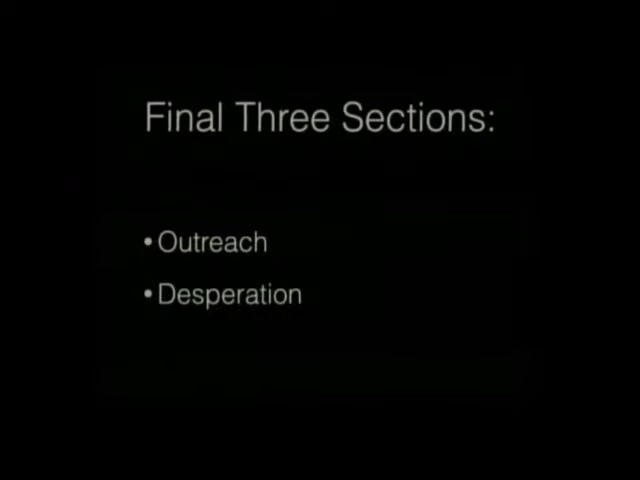 Final Three Sections:
• Outreach
• Desperation